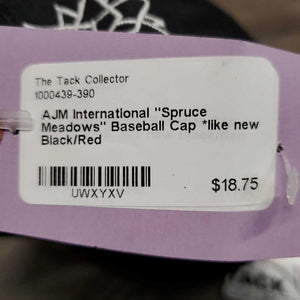 The Tack Collector
1000439-390
AJM International "Spruce
Meadows" Baseball Cap *like new
Black/Red
UWXYXV
$18.75